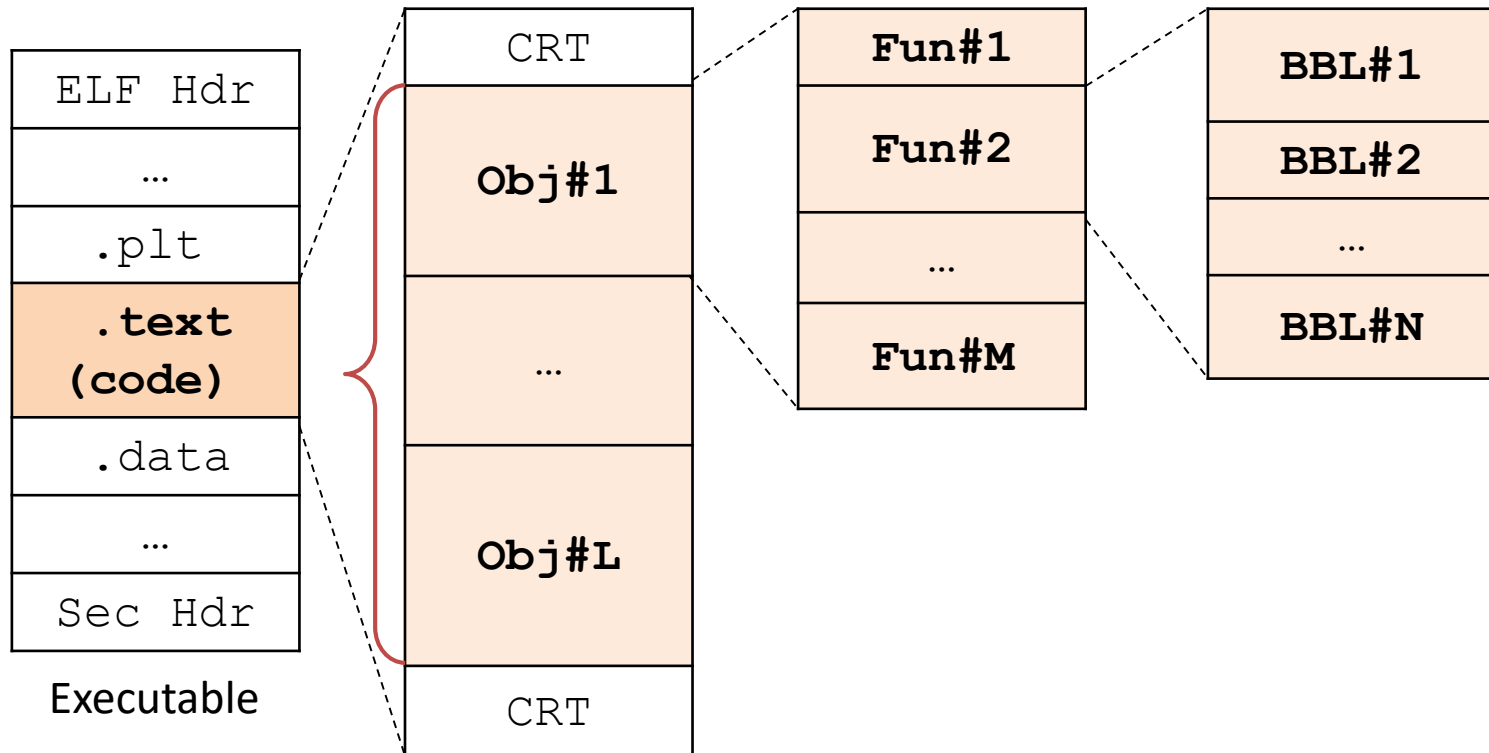 ELF Hdr
…
.plt
.text
(code)
.data
…
Sec Hdr
Executable
CRT
Obj#1
…
Obj#L
CRT
Fun#1
Fun#2
…
Fun#M
BBL#1
BBL#2
…
BBL#N